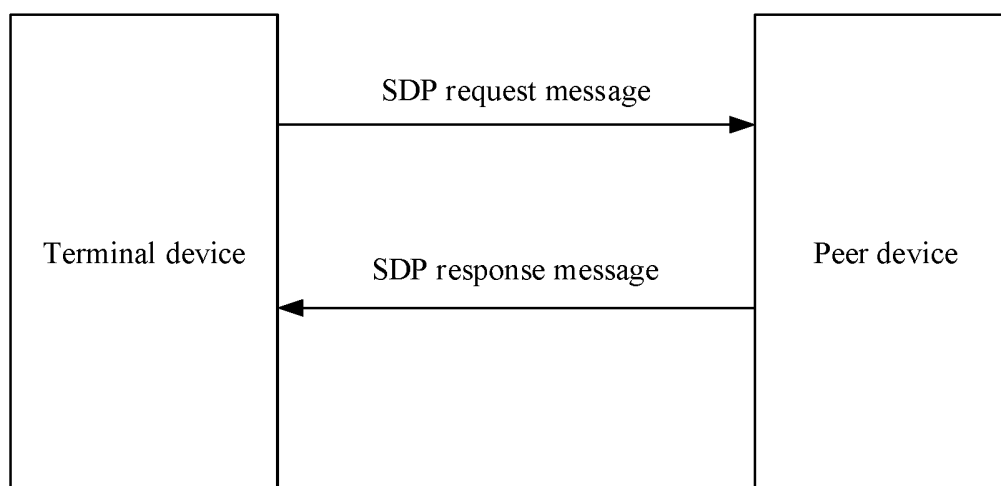 SDP request message
Terminal device
SDP response message
Peer device